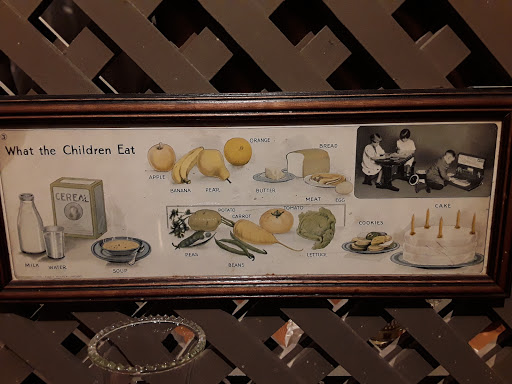 What the Children Eat
ORANGE
BREAD
APPLE
BANANA
PEAR
BUTTER
MEAT
EGG
CEREAL
POTATO
CARROT
TOMATO
CAKE
COOKIES
PEAS
BEANS
LETTUCE
MILK
WATER
SOUP